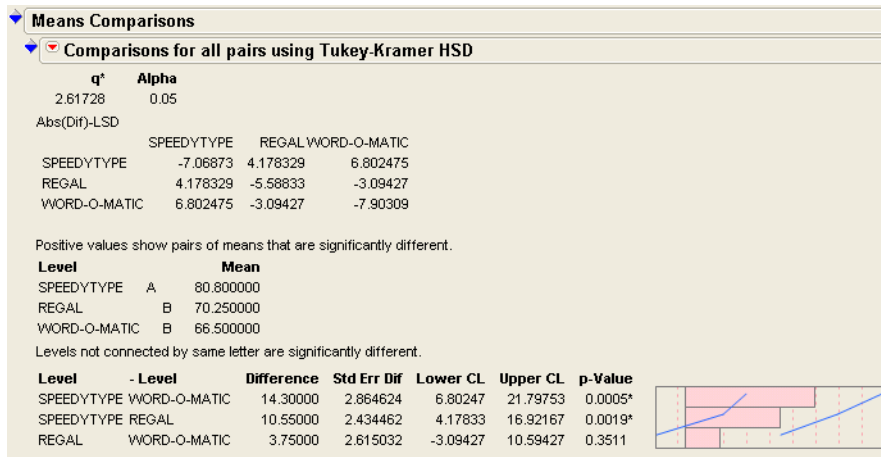 Means Comparisons
Comparisons for all pairs using Tukey-Kramer HSD
q* Alpha
2.61728 0.05
Abs(Dif)-LSD
SPEEDYTYPE REGAL WORD-O-MATIC
SPEEDYTYPE -7.06873 4.178329 6.802475
REGAL 4.178329 -5.58833 -3.09427
WORD-O-MATIC 6.802475 -3.09427 -7.90309
Positive values show pairs of means that are significantly different.
Level Mean
SPEEDYTYPE A 80.800000
REGAL B 70.250000
WORD-O-MATIC B 66.500000
Levels not connected by same letter are significantly different.
Level - Level Difference Std Err Dif Lower CL Upper CL p-Value
SPEEDYTYPE WORD-O-MATIC 14.30000 2.864624 6.80247 21.79753 0.0005*
SPEEDYTYPE REGAL 10.55000 2.434462 4.17833 16.92167 0.0019*
REGAL WORD-O-MATIC 3.75000 2.615032 -3.09427 10.59427 0.3511